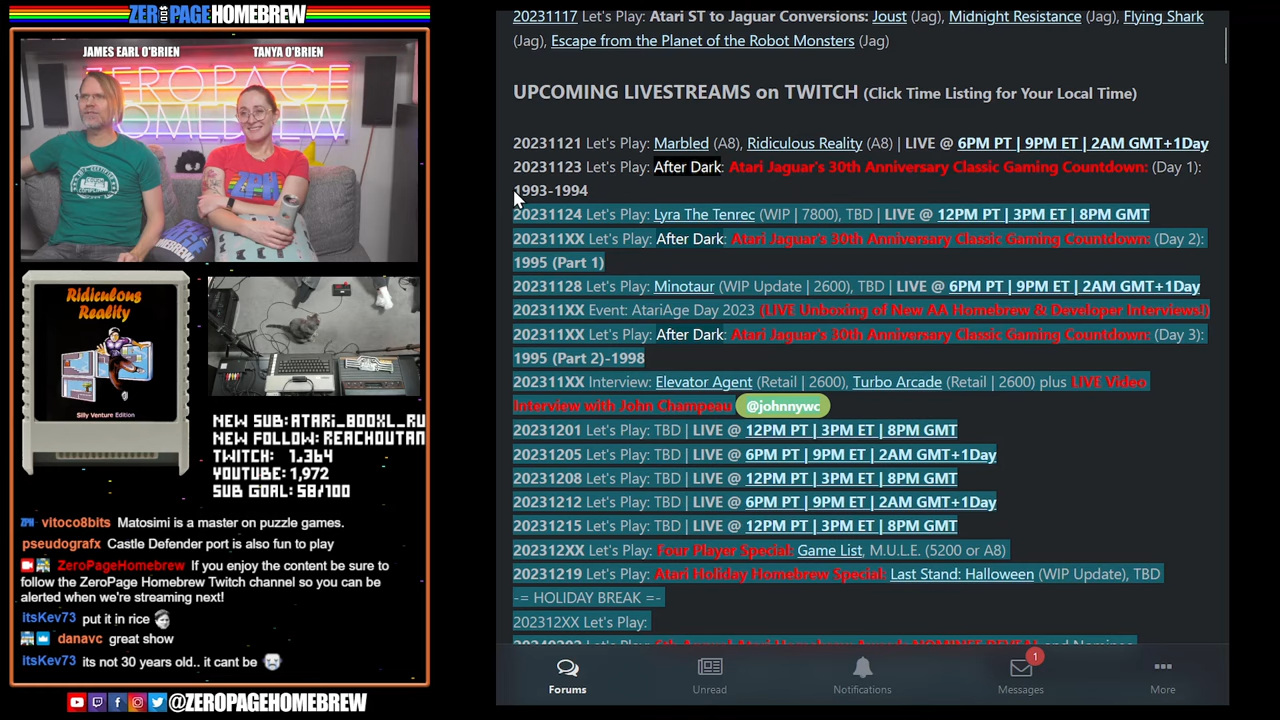 ZEROPAGEHOMEBREW
JAMES EARL O'BRIEN
TANYA O'BRIEN
ZEROPAGE
HOMEBREW
ZPH
Ridiculous
Reality
Silly Venture Edition
NEW SUB: ATARI_800XL_RU
NEW FOLLOW: REACHOUTAN
TWITCH: 1,364
YOUTUBE: 1,972
SUB GOAL: 58/100
vitoco8bits Matosimi is a master on puzzle games.
pseudografx Castle Defender port is also fun to play
ZeroPageHomebrew If you enjoy the content be sure to
follow the ZeroPage Homebrew Twitch channel so you can be
alerted when we're streaming next!
itsKev73 put it in rice
danavc great show
itsKev73 its not 30 years old.. it cant be
@ZEROPAGEHOMEBREW
20231117 Let's Play: Atari ST to Jaguar Conversions: Joust (Jag), Midnight Resistance (Jag), Flying Shark
(Jag), Escape from the Planet of the Robot Monsters (Jag)
UPCOMING LIVESTREAMS on TWITCH (Click Time Listing for Your Local Time)
20231121 Let's Play: Marbled (A8), Ridiculous Reality (A8) | LIVE @ 6PM PT | 9PM ET | 2AM GMT+1Day
20231123 Let's Play: After Dark: Atari Jaguar's 30th Anniversary Classic Gaming Countdown: (Day 1):
1993-1994
20231124 Let's Play: Lyra The Tenrec (WIP | 7800), TBD | LIVE @ 12PM PT | 3PM ET | 8PM GMT
202311XX Let's Play: After Dark: Atari Jaguar's 30th Anniversary Classic Gaming Countdown: (Day 2):
1995 (Part 1)
20231128 Let's Play: Minotaur (WIP Update | 2600), TBD | LIVE @ 6PM PT | 9PM ET | 2AM GMT+1Day
202311XX Event: AtariAge Day 2023 (LIVE Unboxing of New AA Homebrew & Developer Interviews!)
202311XX Let's Play: After Dark: Atari Jaguar's 30th Anniversary Classic Gaming Countdown: (Day 3):
1995 (Part 2)-1998
202311XX Interview: Elevator Agent (Retail | 2600), Turbo Arcade (Retail | 2600) plus LIVE Video
Interview with John Champeau @johnnywc
20231201 Let's Play: TBD | LIVE @ 12PM PT | 3PM ET | 8PM GMT
20231205 Let's Play: TBD | LIVE @ 6PM PT | 9PM ET | 2AM GMT+1Day
20231208 Let's Play: TBD | LIVE @ 12PM PT | 3PM ET | 8PM GMT
20231212 Let's Play: TBD | LIVE @ 6PM PT | 9PM ET | 2AM GMT+1Day
20231215 Let's Play: TBD | LIVE @ 12PM PT | 3PM ET | 8PM GMT
202312XX Let's Play: Four Player Special: Game List, M.U.L.E. (5200 or A8)
20231219 Let's Play: Atari Holiday Homebrew Special: Last Stand: Halloween (WIP Update), TBD
-= HOLIDAY BREAK =-
202312XX Let's Play:
Forums
Unread
Notifications
1
Messages
More